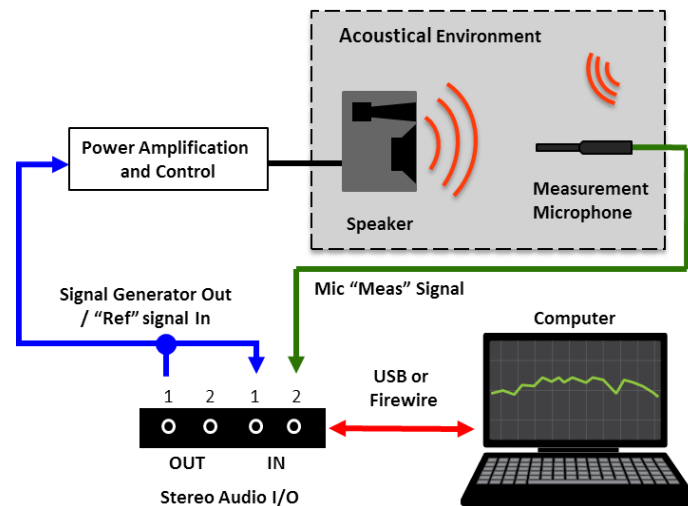 Acoustical Environment
Power Amplification
and Control
Speaker
Measurement
Microphone
Signal Generator Out
/ “Ref” signal In
Mic “Meas” Signal
Computer
1 2 1 2
USB or
Firewire
OUT IN
Stereo Audio I/O